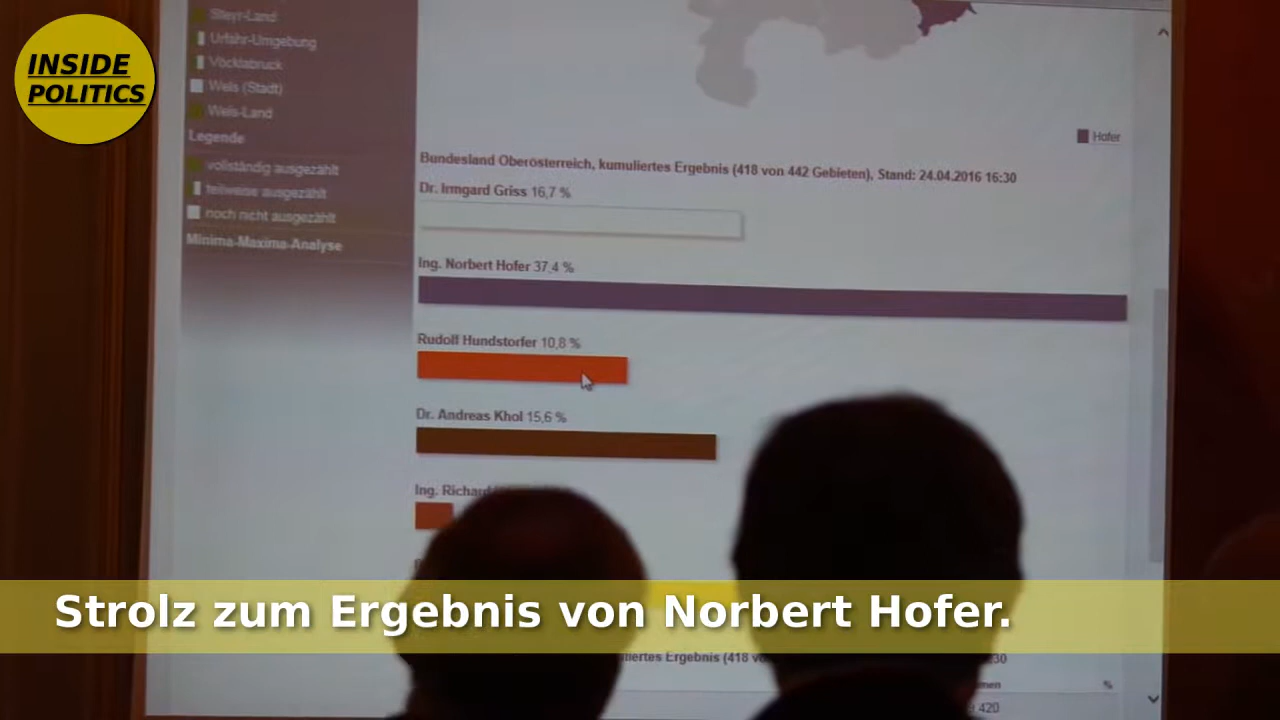 INSIDE
POLITICS
Steyr-Land
Urfahr-Umgebung
Vöcklabruck
Wels (Stadt)
Wels-Land
Legende
vollständig ausgezählt
teilweise ausgezählt
noch nicht ausgezählt
Minima-Maxima-Analyse
Hofer
Bundesland Oberösterreich, kumuliertes Ergebnis (418 von 442 Gebieten), Stand: 24.04.2016 16:30
Dr. Irmgard Griss 16,7 %
Ing. Norbert Hofer 37,4 %
Rudolf Hundstorfer 10,8 %
Dr. Andreas Khol 15,6 %
Ing. Richard
Strolz zum Ergebnis von Norbert Hofer.
Ergebnis (418
%
420